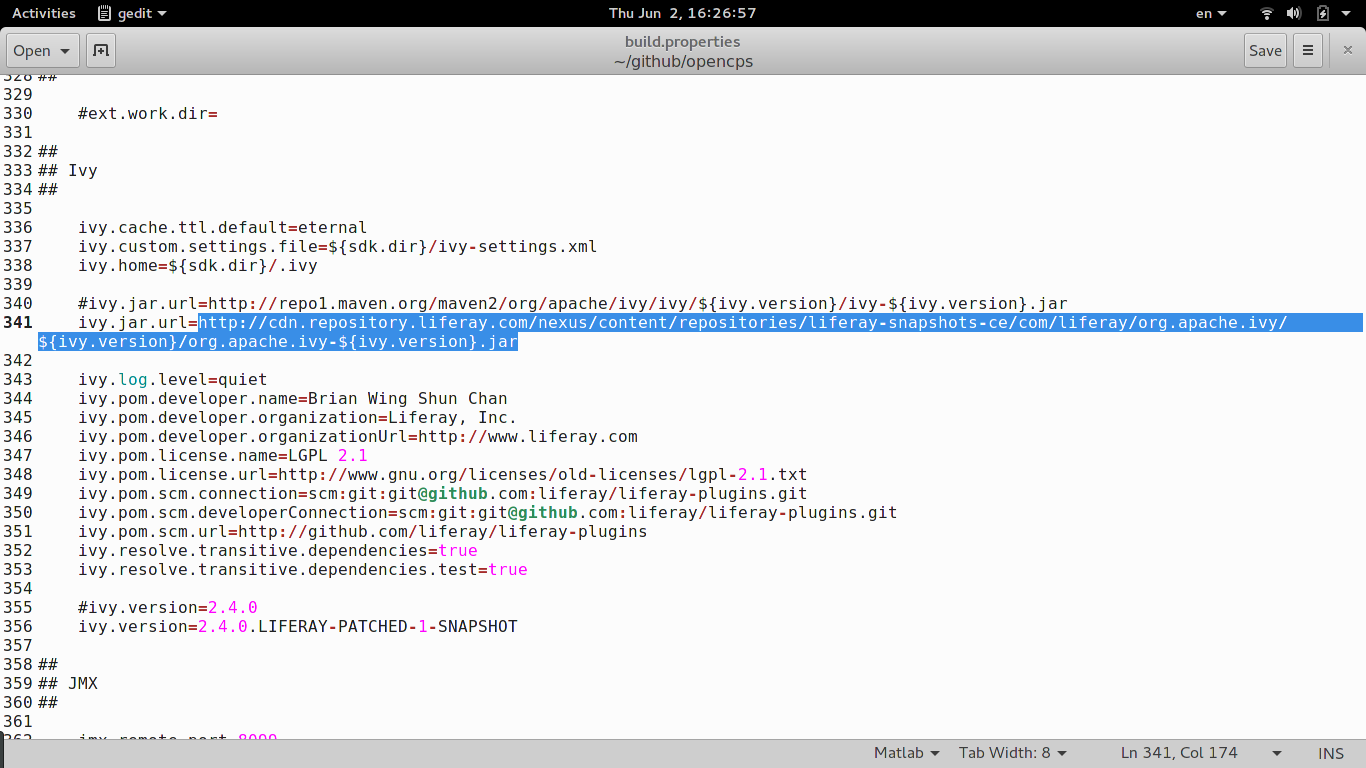 Activities gedit Thu Jun 2, 16:26:57 en
Open build.properties Save
~/github/opencps
328 ##
329
330 #ext.work.dir=
331
332 ##
333 ## Ivy
334 ##
335
336 ivy.cache.ttl.default=eternal
337 ivy.custom.settings.file=${sdk.dir}/ivy-settings.xml
338 ivy.home=${sdk.dir}/.ivy
339
340 #ivy.jar.url=http://repo1.maven.org/maven2/org/apache/ivy/ivy/${ivy.version}/ivy-${ivy.version}.jar
341 ivy.jar.url=http://cdn.repository.liferay.com/nexus/content/repositories/liferay-snapshots-ce/com/liferay/org.apache.ivy/
${ivy.version}/org.apache.ivy-${ivy.version}.jar
342
343 ivy.log.level=quiet
344 ivy.pom.developer.name=Brian Wing Shun Chan
345 ivy.pom.developer.organization=Liferay, Inc.
346 ivy.pom.developer.organizationUrl=http://www.liferay.com
347 ivy.pom.license.name=LGPL 2.1
348 ivy.pom.license.url=http://www.gnu.org/licenses/old-licenses/lgpl-2.1.txt
349 ivy.pom.scm.connection=scm:git:git@github.com:liferay/liferay-plugins.git
350 ivy.pom.scm.developerConnection=scm:git:git@github.com:liferay/liferay-plugins.git
351 ivy.pom.scm.url=http://github.com/liferay/liferay-plugins
352 ivy.resolve.transitive.dependencies=true
353 ivy.resolve.transitive.dependencies.test=true
354
355 #ivy.version=2.4.0
356 ivy.version=2.4.0.LIFERAY-PATCHED-1-SNAPSHOT
357
358 ##
359 ## JMX
360 ##
361
362 jmx.remote.port
Matlab Tab Width: 8 Ln 341, Col 174 INS